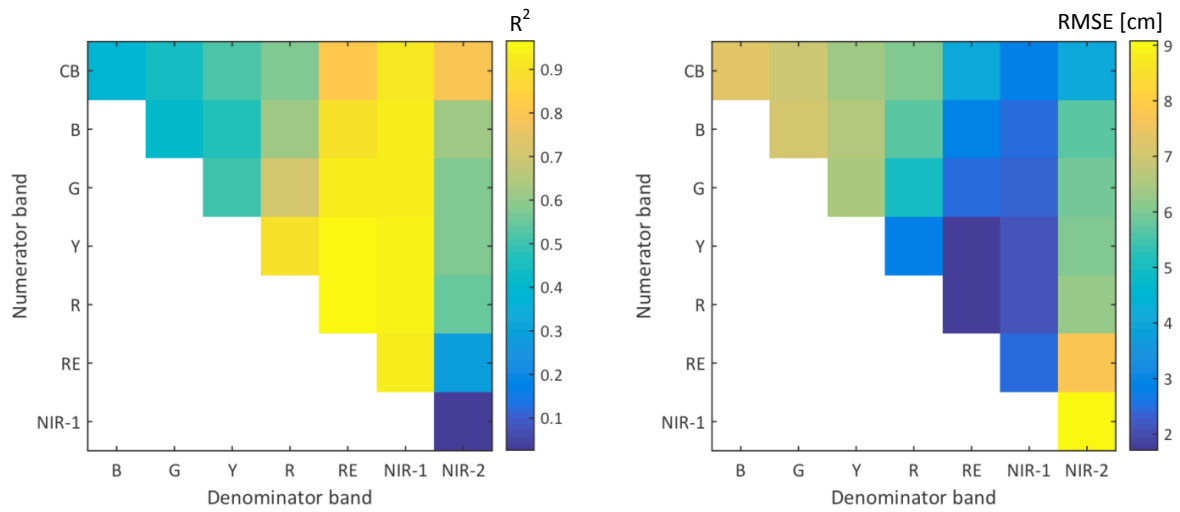 R²
CB
B
G
Y
R
RE
NIR-1
Numerator band
B G Y R RE NIR-1 NIR-2
Denominator band
0.9
0.8
0.7
0.6
0.5
0.4
0.3
0.2
0.1
RMSE [cm]
CB
B
G
Y
R
RE
NIR-1
Numerator band
B G Y R RE NIR-1 NIR-2
Denominator band
9
8
7
6
5
4
3
2